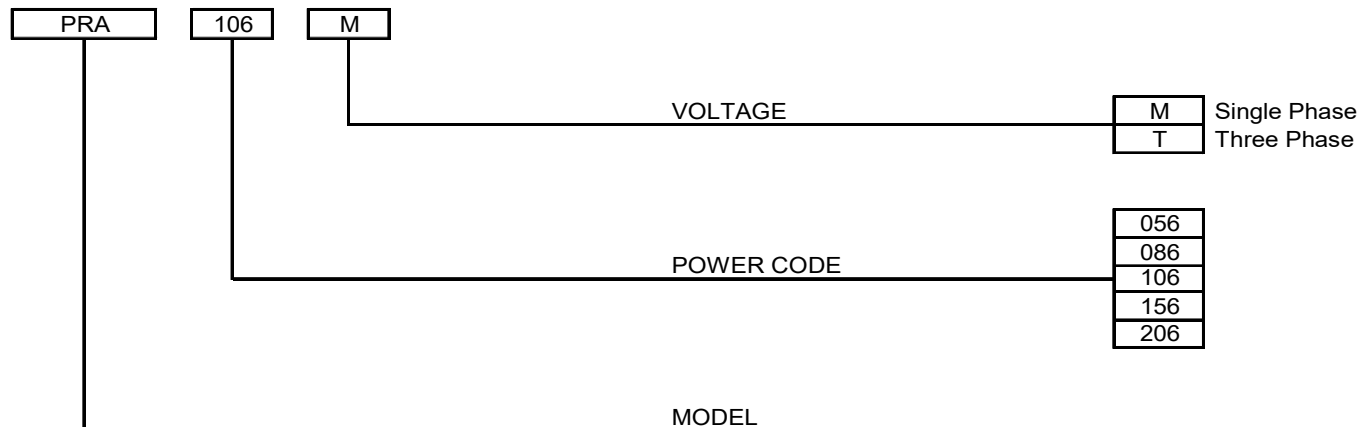 PRA 106 M
VOLTAGE M Single Phase
T Three Phase
056
086
POWER CODE 106
156
206
MODEL